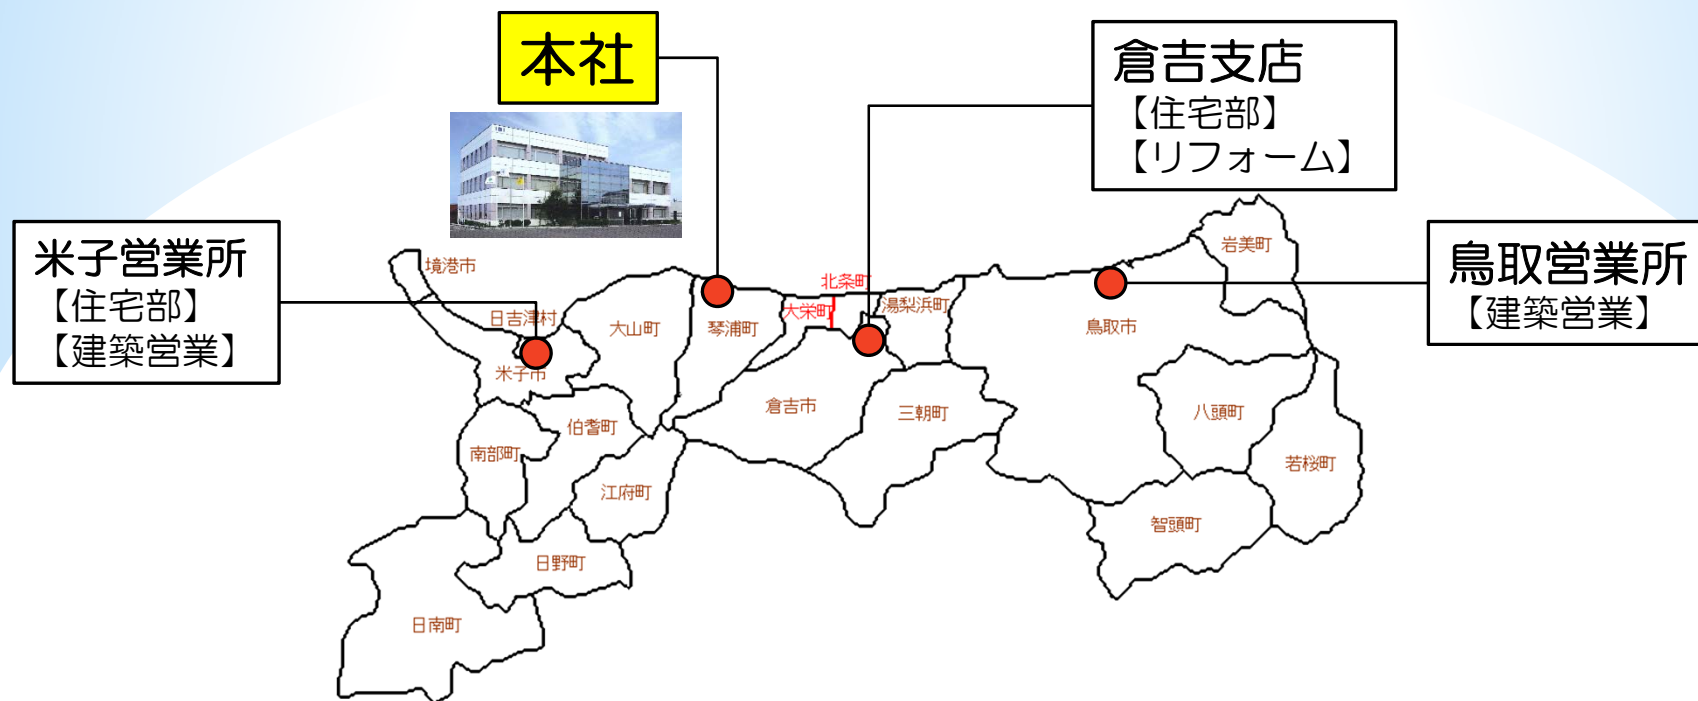 本社
倉吉支店
【住宅部】
【リフォーム】
米子営業所
【住宅部】
【建築営業】
鳥取営業所
【建築営業】
境港市
日吉津村
米子市
大山町
琴浦町
大栄町
北条町
湯梨浜町
鳥取市
岩美町
倉吉市
三朝町
八頭町
若桜町
智頭町
伯耆町
南部町
江府町
日野町
日南町